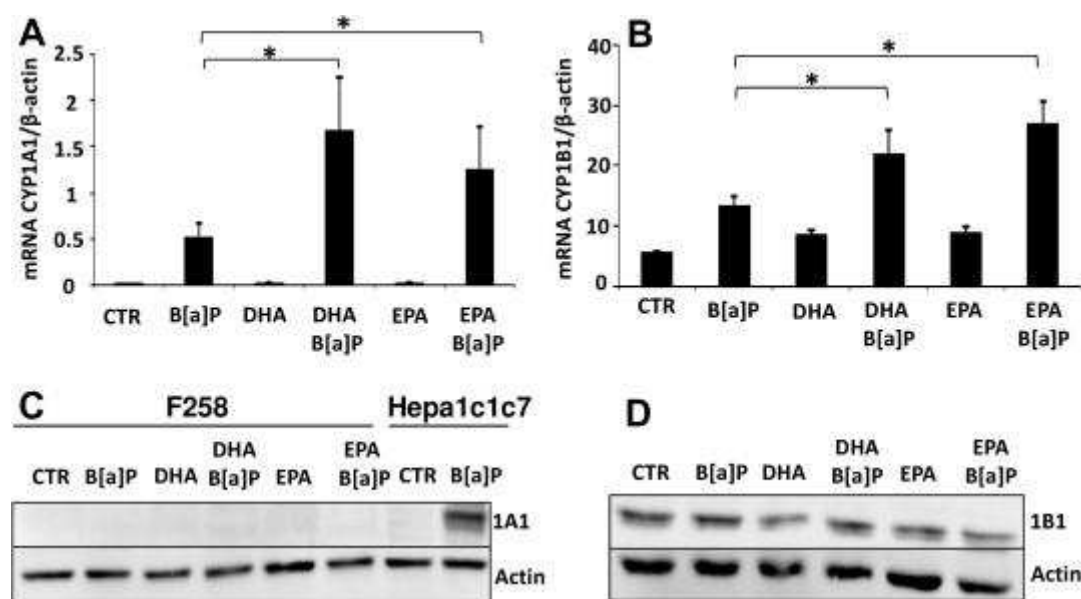 A
mRNA CYP1A1/β-actin
2.5
2
1.5
1
0.5
0
*
*
CTR B[a]P DHA DHA B[a]P EPA EPA B[a]P
B
mRNA CYP1B1/β-actin
40
30
20
10
0
*
*
CTR B[a]P DHA DHA B[a]P EPA EPA B[a]P
C
F258 Hepa1c1c7
CTR B[a]P DHA DHA B[a]P EPA EPA B[a]P CTR B[a]P
1A1
Actin
D
CTR B[a]P DHA DHA B[a]P EPA EPA B[a]P
1B1
Actin